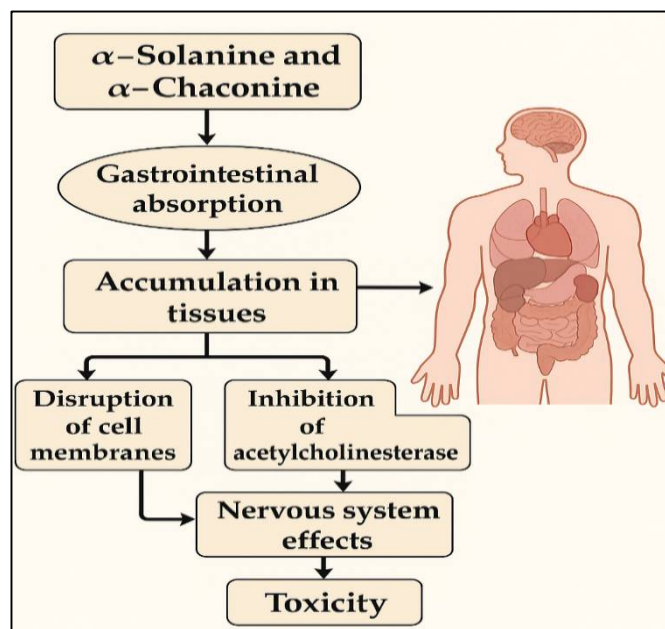 α–Solanine and
α–Chaconine
Gastrointestinal
absorption
Accumulation in
tissues
Disruption
of cell
membranes
Inhibition
of
acetylcholinesterase
Nervous system
effects
Toxicity